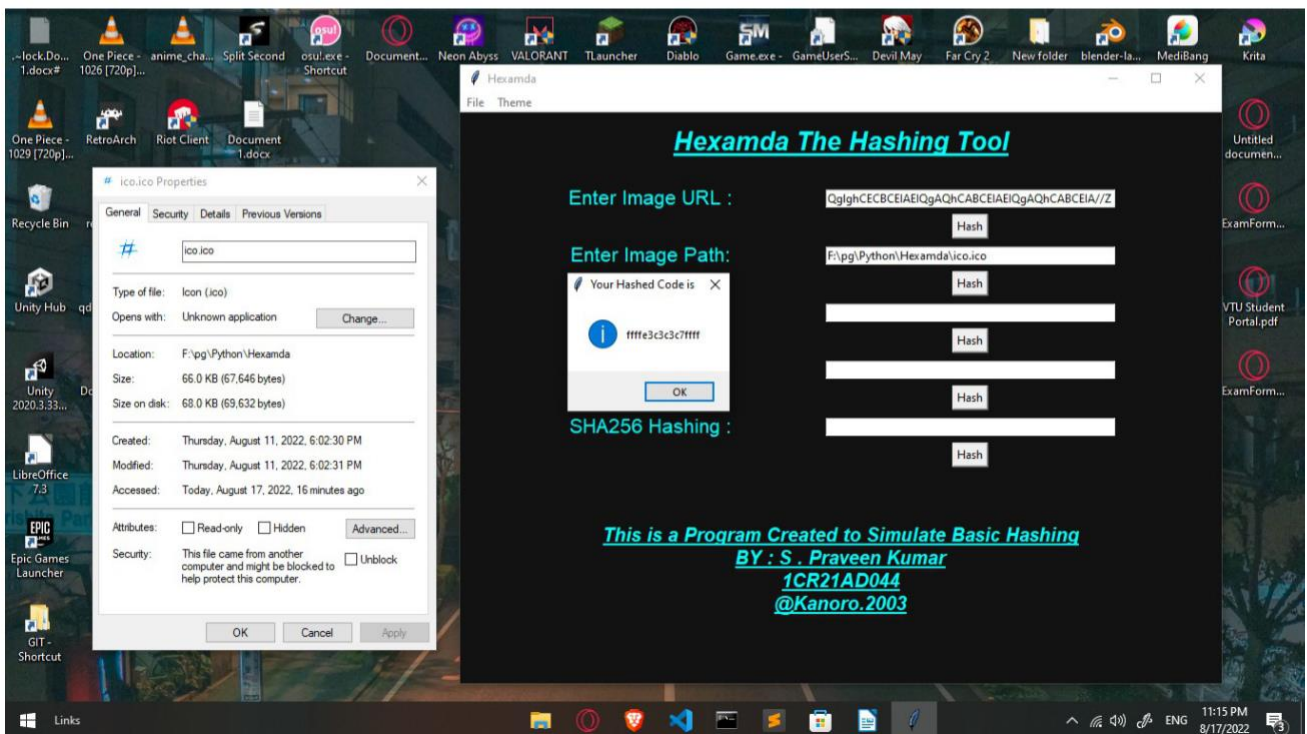 .~lock.Do...
1.docx#
One Piece -
1026 [720p]...
anime_cha...
Split Second
osu!.exe -
Shortcut
Document...
Neon Abyss
VALORANT
TLauncher
Diablo
Game.exe -
GameUserS...
Devil May
Far Cry 2
New folder
blender-la...
MediBang
Krita
One Piece -
1029 [720p]...
RetroArch
Riot Client
Document
1.docx
Untitled
documen...
Recycle Bin
ExamForm...
Unity Hub
VTU Student
Portal.pdf
Unity
2020.3.33...
ExamForm...
LibreOffice
7.3
EPIC
GAMES
Epic Games
Launcher
GIT -
Shortcut
ico.ico Properties
General Security Details Previous Versions
ico.ico
Type of file: Icon (.ico)
Opens with: Unknown application Change...
Location: F:\pg\Python\Hexamda
Size: 66.0 KB (67,646 bytes)
Size on disk: 68.0 KB (69,632 bytes)
Created: Thursday, August 11, 2022, 6:02:30 PM
Modified: Thursday, August 11, 2022, 6:02:31 PM
Accessed: Today, August 17, 2022, 16 minutes ago
Attributes: Read-only Hidden Advanced...
Security: This file came from another
computer and might be blocked to
help protect this computer.
Unblock
OK Cancel Apply
Hexamda
File Theme
Hexamda The Hashing Tool
Enter Image URL : QgIghCECBCEIAEIQgAQhCABCEIAEIQgAQhCABCEIA//Z
Hash
Enter Image Path: F:\pg\Python\Hexamda\ico.ico
Hash
Your Hashed Code is
ffffe3c3c3c7ffff
OK
Hash
Hash
SHA256 Hashing :
Hash
This is a Program Created to Simulate Basic Hashing
BY : S . Praveen Kumar
1CR21AD044
@Kanoro.2003
Links
ENG
11:15 PM
8/17/2022
3